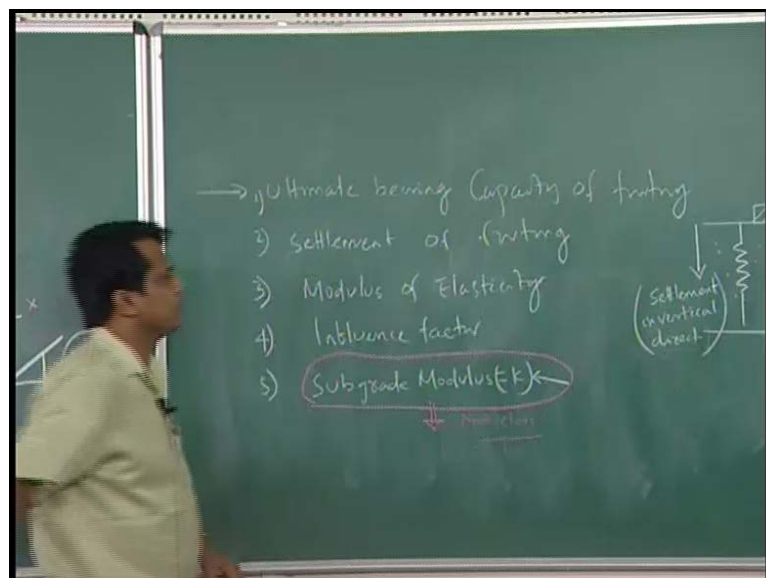 → 1) Ultimate bearing Capacity of footing
2) Settlement of footing
3) Modulus of Elasticity
4) Influence factor
5) Subgrade Modulus (=k) ←
x
(Settlement
in vertical
direct)